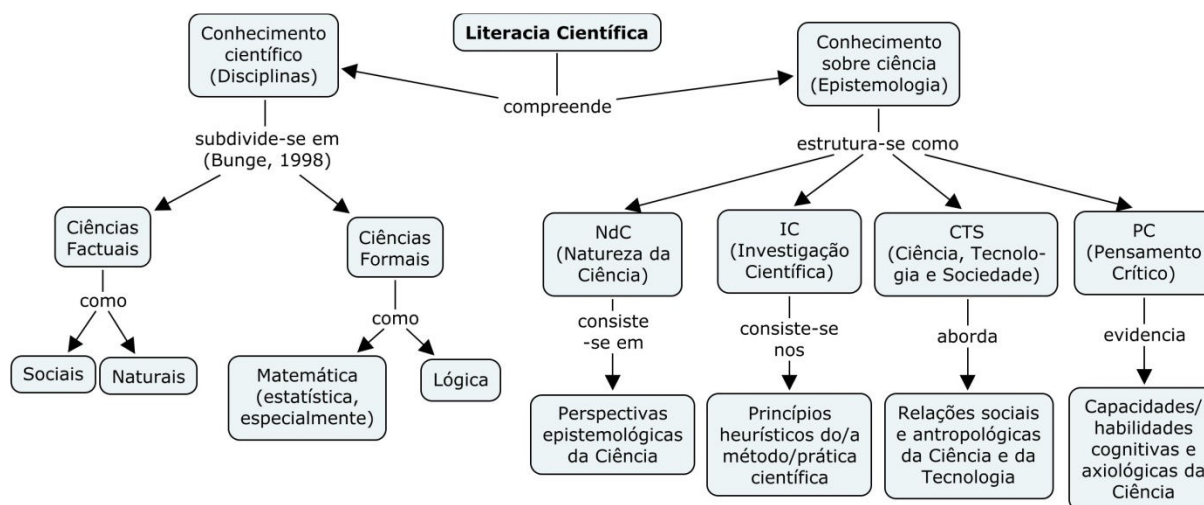 Literacia Científica
compreende
Conhecimento
científico
(Disciplinas)
subdivide-se em
(Bunge, 1998)
Ciências
Factuais
como
Sociais
Naturais
Ciências
Formais
como
Matemática
(estatística,
especialmente)
Lógica
Conhecimento
sobre ciência
(Epistemologia)
estrutura-se como
NdC
(Natureza da
Ciência)
consiste
-se em
Perspectivas
epistemológicas
da Ciência
IC
(Investigação
Científica)
consiste-se
nos
Princípios
heurísticos do/a
método/prática
científica
CTS
(Ciência, Tecnolo-
gia e Sociedade)
aborda
Relações sociais
e antropológicas
da Ciência e da
Tecnologia
PC
(Pensamento
Crítico)
evidencia
Capacidades/
habilidades
cognitivas e
axiológicas da
Ciência